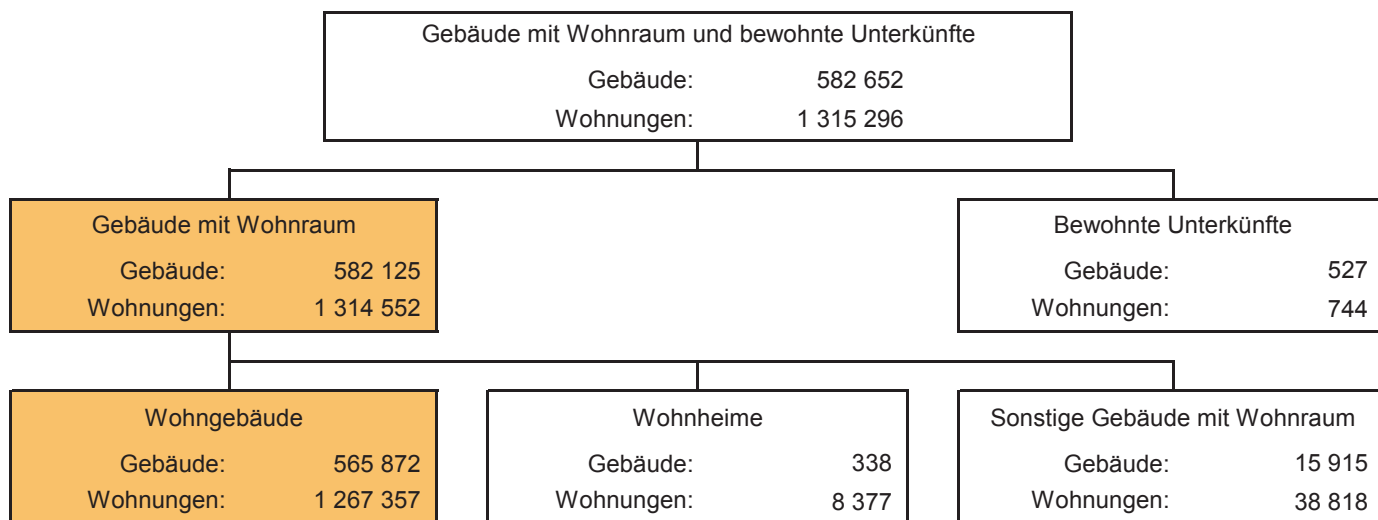 Gebäude mit Wohnraum und bewohnte Unterkünfte
Gebäude: 582 652
Wohnungen: 1 315 296
Gebäude mit Wohnraum
Gebäude: 582 125
Wohnungen: 1 314 552
Bewohnte Unterkünfte
Gebäude: 527
Wohnungen: 744
Wohngebäude
Gebäude: 565 872
Wohnungen: 1 267 357
Wohnheime
Gebäude: 338
Wohnungen: 8 377
Sonstige Gebäude mit Wohnraum
Gebäude: 15 915
Wohnungen: 38 818